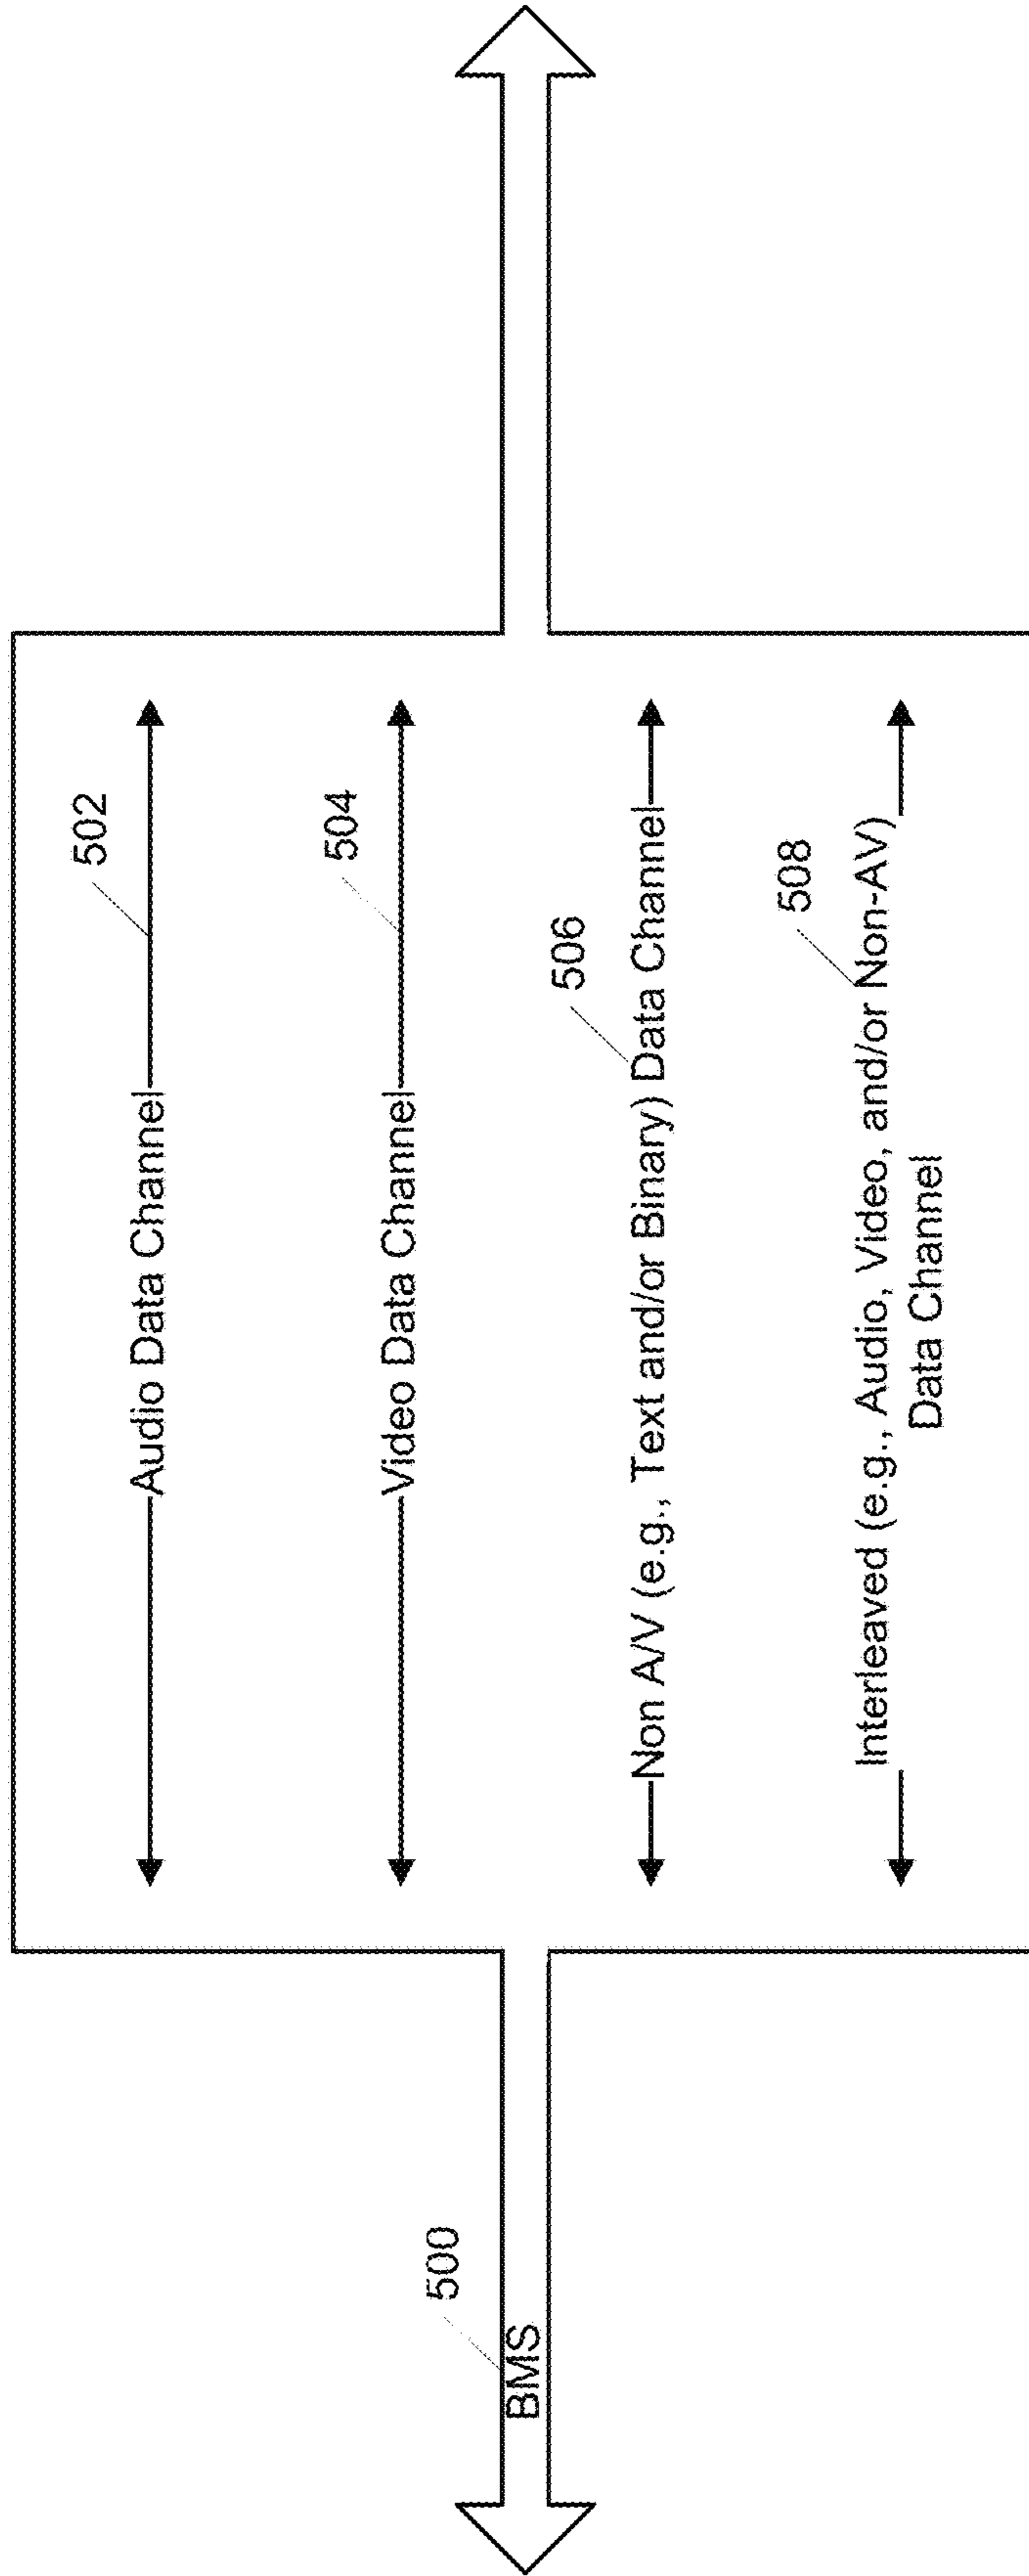 502
Audio Data Channel
504
Video Data Channel
500
BMS
506
Non A/V (e.g., Text and/or Binary) Data Channel
508
Interleaved (e.g., Audio, Video, and/or Non-AV)
Data Channel